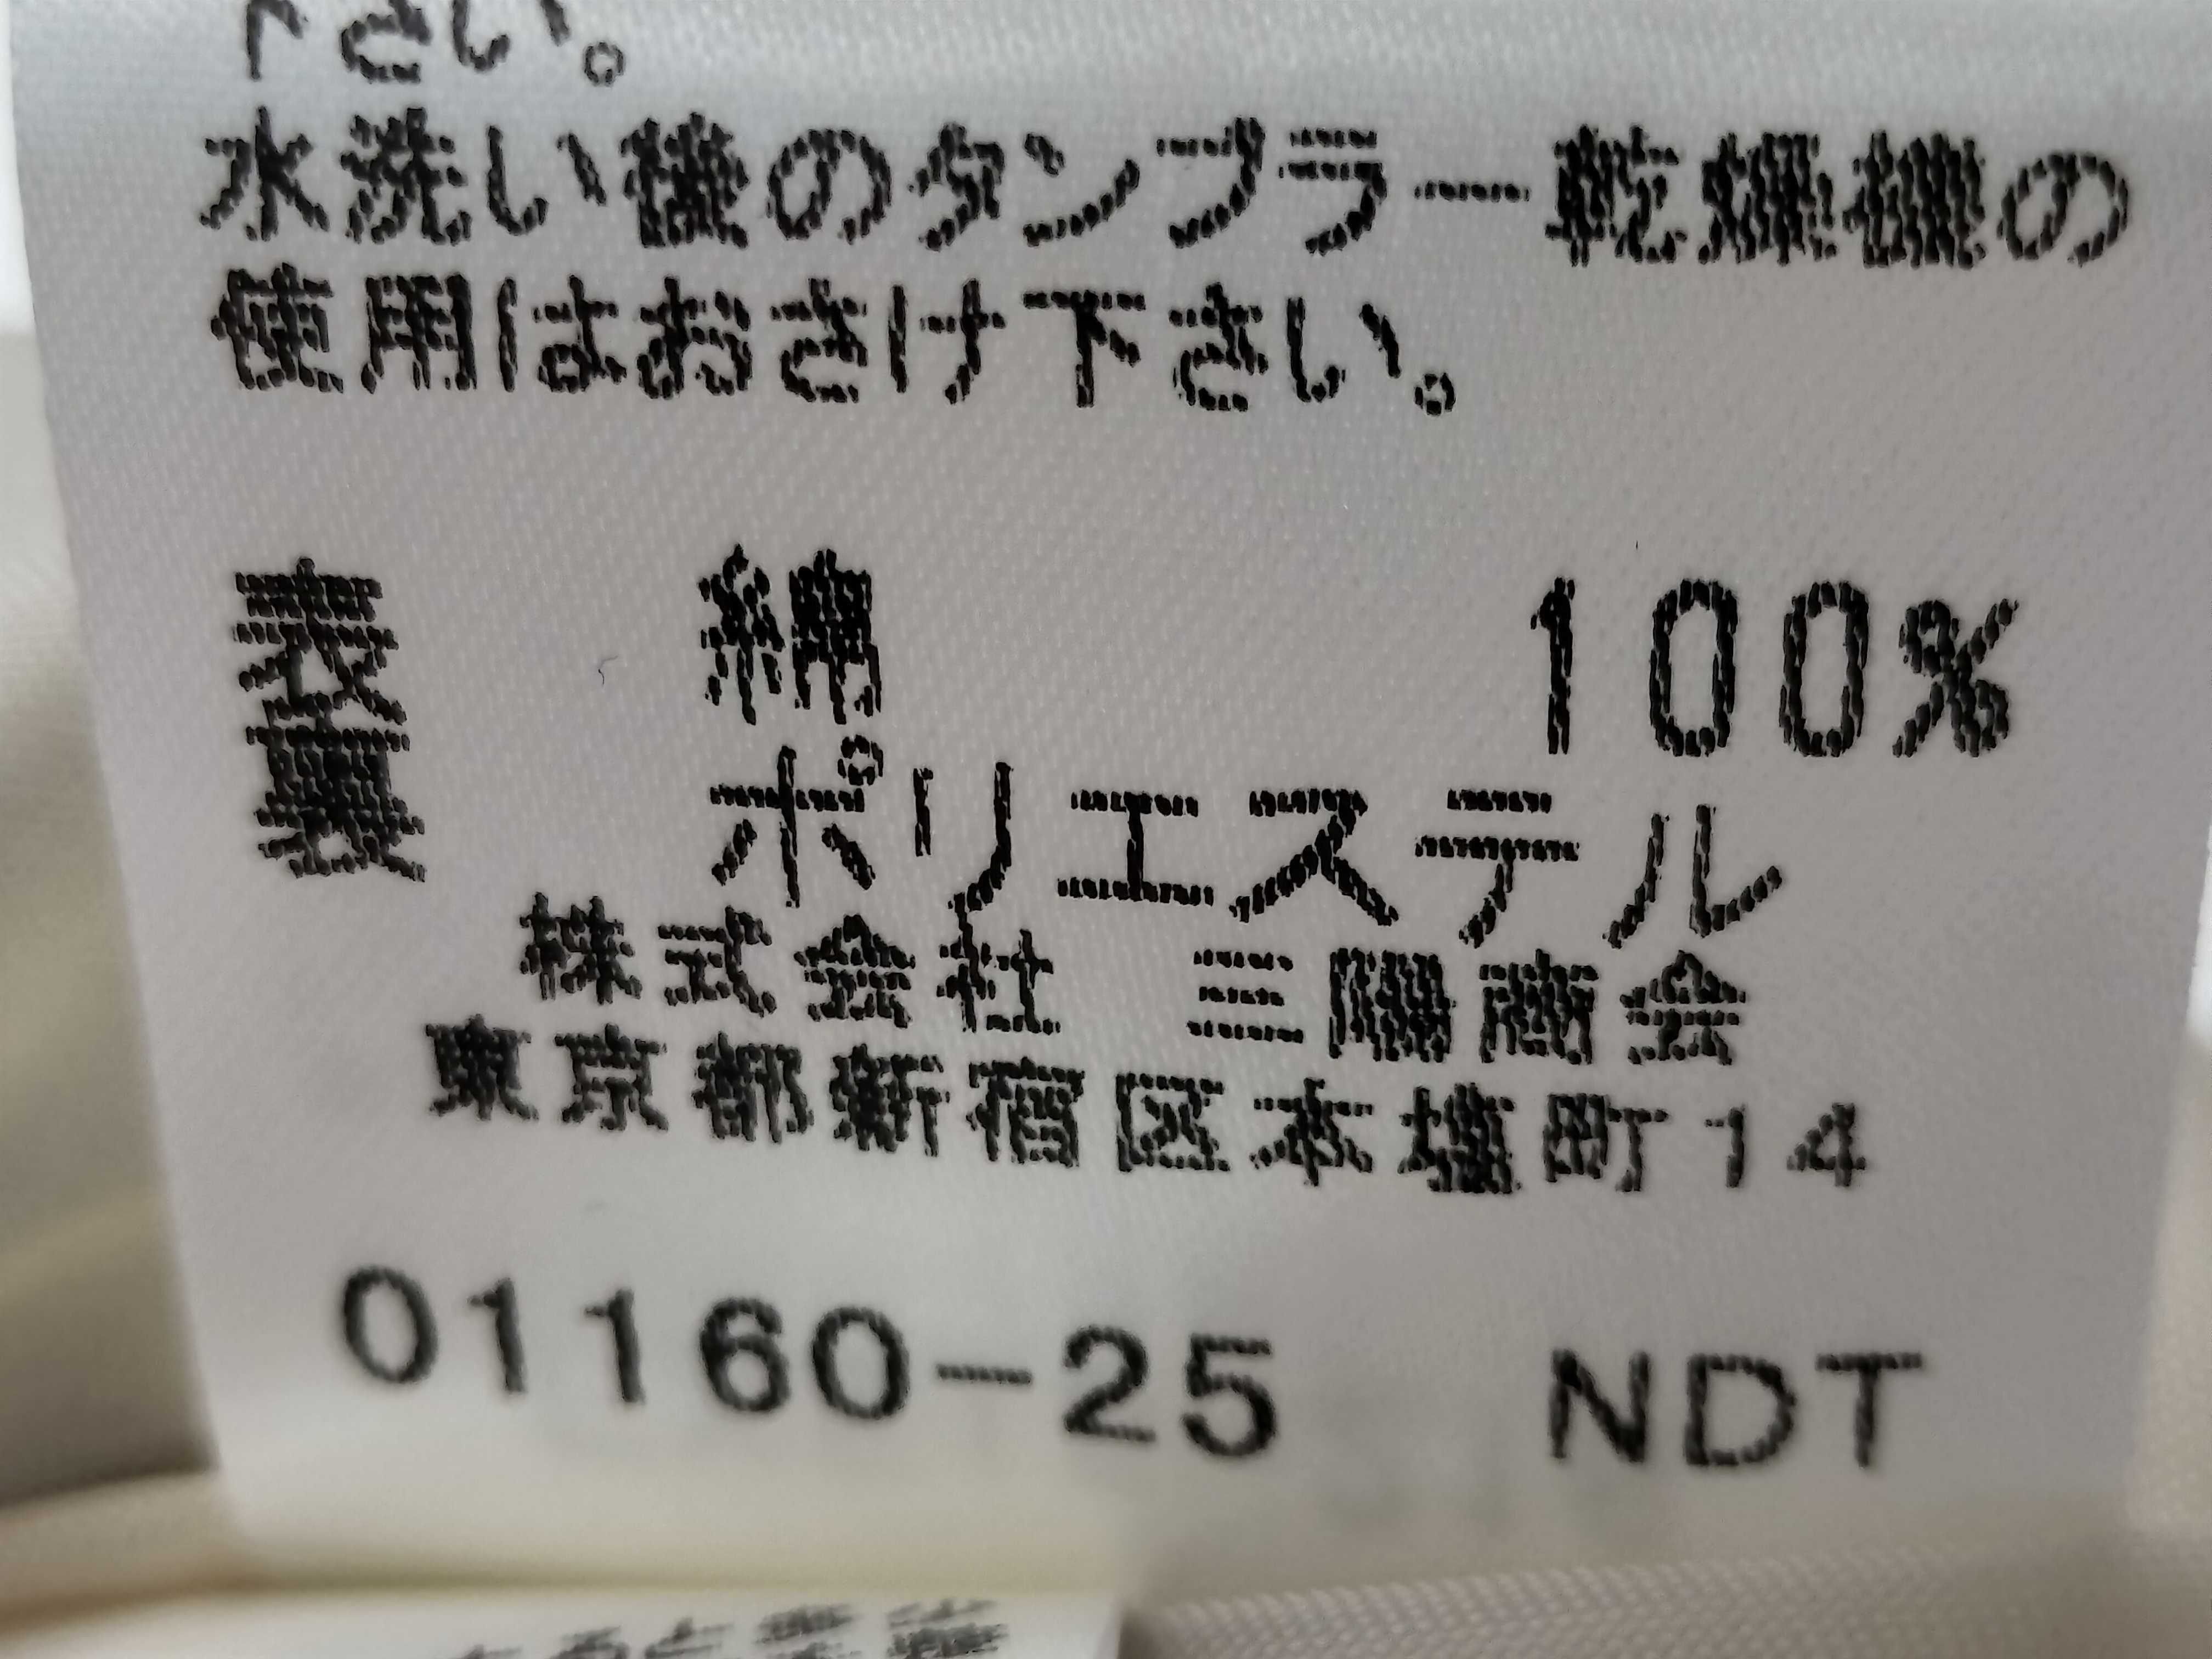 下さい。
水洗い後のタンブラー乾燥機の
使用はおさけ下さい。
表 絹 100%
裏 ポリエステル
株式会社 三陽商会
東京都新宿区本塩町14
01160-25 NDT